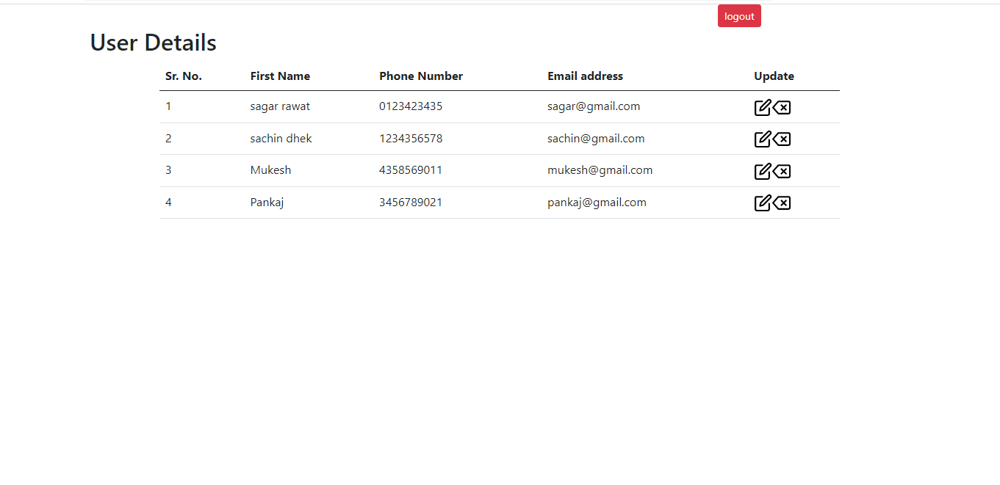 logout
User Details
Sr. No. First Name Phone Number Email address Update
1 sagar rawat 0123423435 sagar@gmail.com
2 sachin dhek 1234356578 sachin@gmail.com
3 Mukesh 4358569011 mukesh@gmail.com
4 Pankaj 3456789021 pankaj@gmail.com